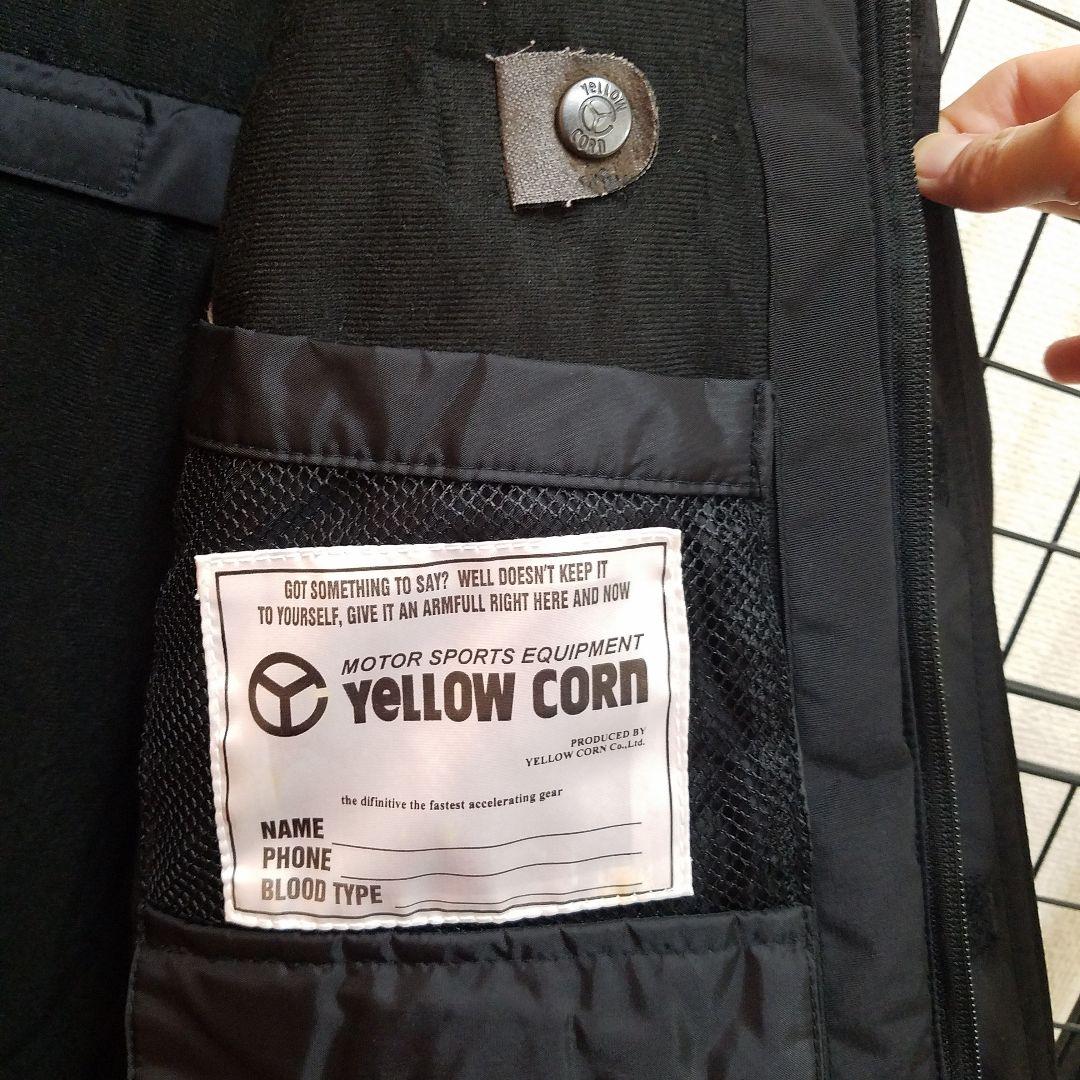 YeLLOW
CORn
GOT SOMETHING TO SAY? WELL DOESN'T KEEP IT
TO YOURSELF, GIVE IT AN ARMFULL RIGHT HERE AND NOW
MOTOR SPORTS EQUIPMENT
YeLLOW CORn
PRODUCED BY
YELLOW CORN Co.,Ltd.
the difinitive the fastest accelerating gear
NAME
PHONE
BLOOD TYPE